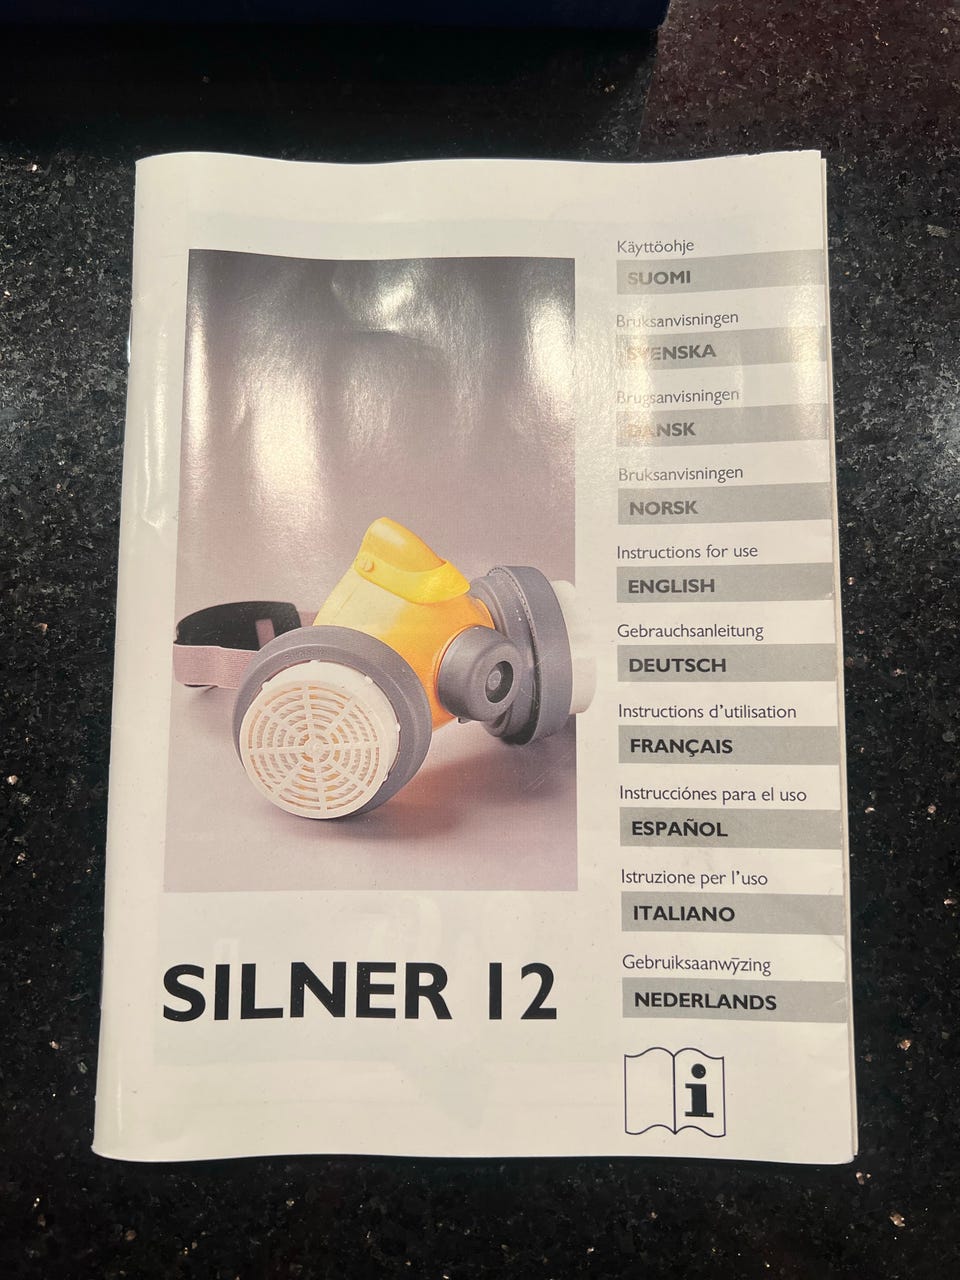 Käyttöohje
SUOMI
Bruksanvisningen
SVENSKA
Brugsanvisningen
DANSK
Bruksanvisningen
NORSK
Instructions for use
ENGLISH
Gebrauchsanleitung
DEUTSCH
Instructions d'utilisation
FRANÇAIS
Instrucciónes para el uso
ESPAÑOL
Istruzione per l'uso
ITALIANO
Gebruiksaanwȳzing
NEDERLANDS
SILNER 12
i